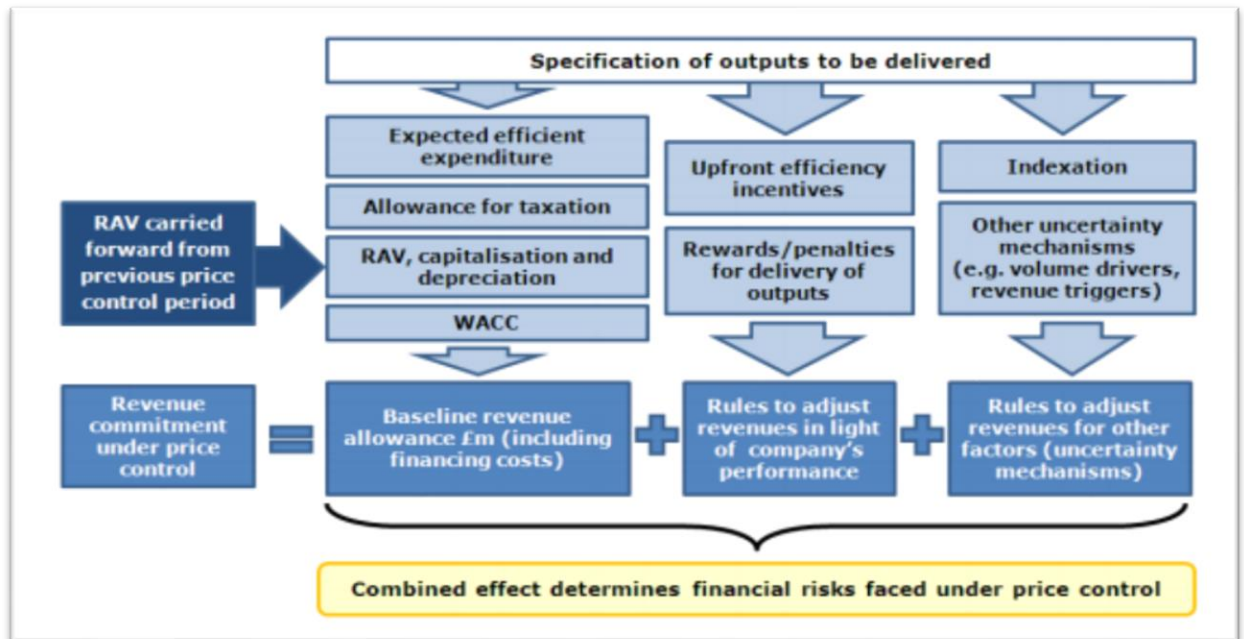 Specification of outputs to be delivered
Expected efficient
expenditure
Allowance for taxation
RAV, capitalisation and
depreciation
WACC
Upfront efficiency
incentives
Rewards/penalties
for delivery of
outputs
Indexation
Other uncertainty
mechanisms
(e.g. volume drivers,
revenue triggers)
RAV carried
forward from
previous price
control period
Revenue
commitment
under price
control
=
Baseline revenue
allowance £m (including
financing costs)
+
Rules to adjust
revenues in light
of company's
performance
+
Rules to adjust
revenues for other
factors (uncertainty
mechanisms)
Combined effect determines financial risks faced under price control